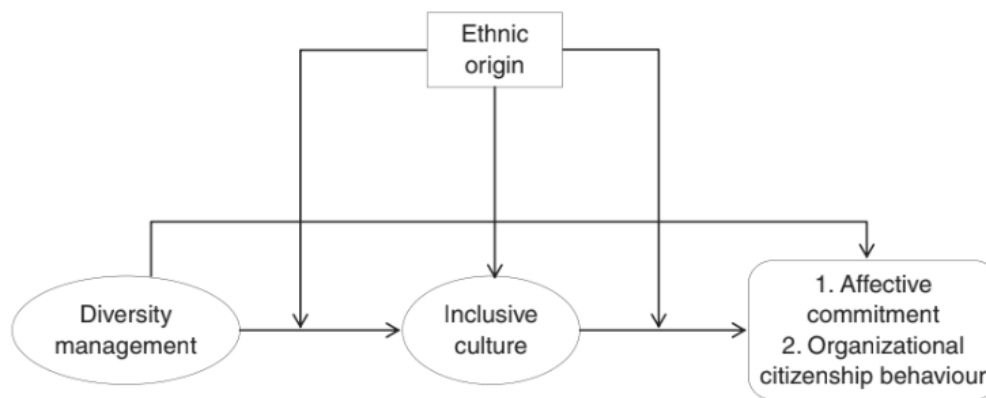 Ethnic
origin
Diversity
management
Inclusive
culture
1. Affective
commitment
2. Organizational
citizenship behaviour